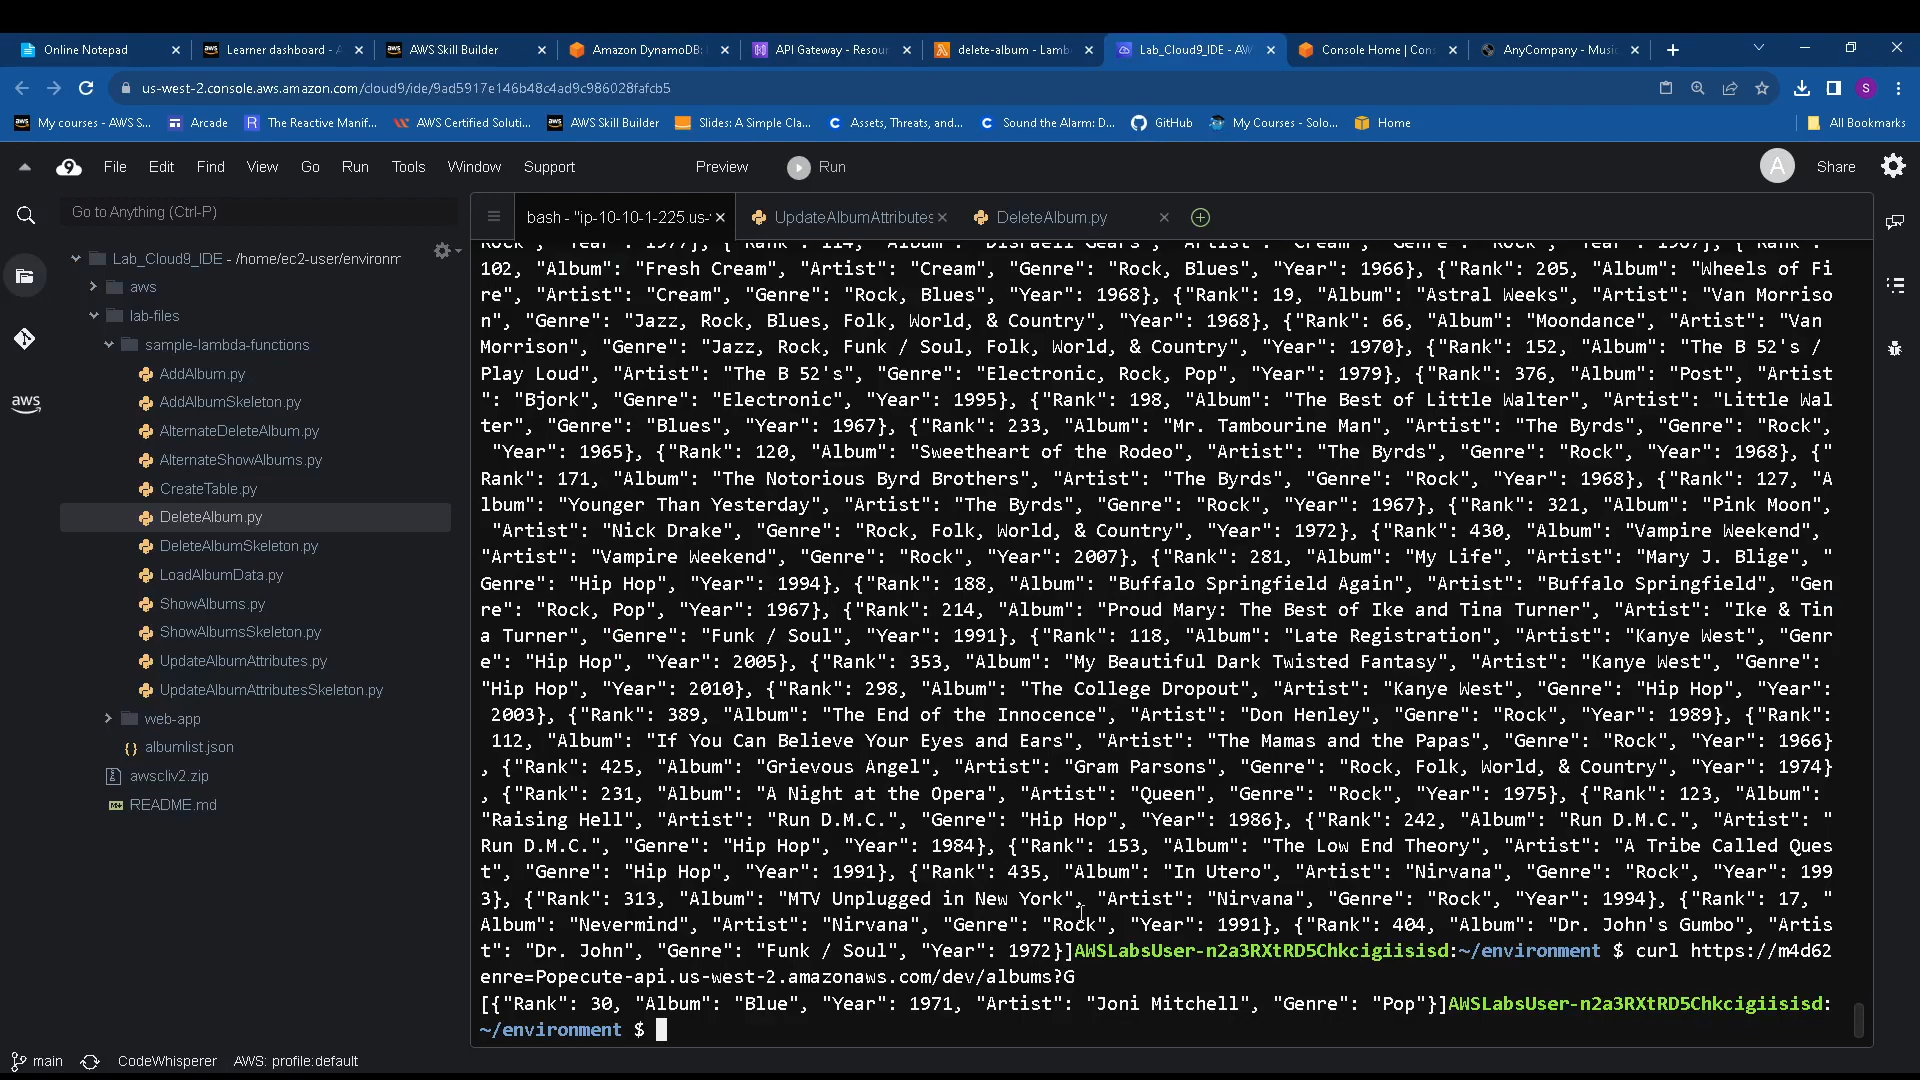 Online Notepad
Learner dashboard - A
AWS Skill Builder
Amazon DynamoDB:
API Gateway - Resou
delete-album - Lamb
Lab_Cloud9_IDE - AW
Console Home | Con
AnyCompany - Musi
us-west-2.console.aws.amazon.com/cloud9/ide/9ad5917e146b48c4ad9c986028fafcb5
S
My courses - AWS S...
Arcade
The Reactive Manif...
AWS Certified Soluti...
AWS Skill Builder
Slides: A Simple Cla...
Assets, Threats, and...
Sound the Alarm: D...
GitHub
My Courses - Solo...
Home
All Bookmarks
File Edit Find View Go Run Tools Window Support Preview Run
A Share
Go to Anything (Ctrl-P)
bash - "ip-10-10-1-225.us-
UpdateAlbumAttributes
DeleteAlbum.py
Lab_Cloud9_IDE - /home/ec2-user/environm
aws
lab-files
sample-lambda-functions
AddAlbum.py
AddAlbumSkeleton.py
AlternateDeleteAlbum.py
AlternateShowAlbums.py
CreateTable.py
DeleteAlbum.py
DeleteAlbumSkeleton.py
LoadAlbumData.py
ShowAlbums.py
ShowAlbumsSkeleton.py
UpdateAlbumAttributes.py
UpdateAlbumAttributesSkeleton.py
web-app
albumlist.json
awscliv2.zip
README.md
aws
Rock", "Year": 1977}, {"Rank": 114, "Album": "Disraeli Gears", "Artist": "Cream", "Genre": "Rock", "Year": 1967}, {"Rank":
102, "Album": "Fresh Cream", "Artist": "Cream", "Genre": "Rock, Blues", "Year": 1966}, {"Rank": 205, "Album": "Wheels of Fi
re", "Artist": "Cream", "Genre": "Rock, Blues", "Year": 1968}, {"Rank": 19, "Album": "Astral Weeks", "Artist": "Van Morriso
n", "Genre": "Jazz, Rock, Blues, Folk, World, & Country", "Year": 1968}, {"Rank": 66, "Album": "Moondance", "Artist": "Van
Morrison", "Genre": "Jazz, Rock, Funk / Soul, Folk, World, & Country", "Year": 1970}, {"Rank": 152, "Album": "The B 52's /
Play Loud", "Artist": "The B 52's", "Genre": "Electronic, Rock, Pop", "Year": 1979}, {"Rank": 376, "Album": "Post", "Artist
": "Bjork", "Genre": "Electronic", "Year": 1995}, {"Rank": 198, "Album": "The Best of Little Walter", "Artist": "Little Wal
ter", "Genre": "Blues", "Year": 1967}, {"Rank": 233, "Album": "Mr. Tambourine Man", "Artist": "The Byrds", "Genre": "Rock",
"Year": 1965}, {"Rank": 120, "Album": "Sweetheart of the Rodeo", "Artist": "The Byrds", "Genre": "Rock", "Year": 1968}, {"
Rank": 171, "Album": "The Notorious Byrd Brothers", "Artist": "The Byrds", "Genre": "Rock", "Year": 1968}, {"Rank": 127, "A
lbum": "Younger Than Yesterday", "Artist": "The Byrds", "Genre": "Rock", "Year": 1967}, {"Rank": 321, "Album": "Pink Moon",
"Artist": "Nick Drake", "Genre": "Rock, Folk, World, & Country", "Year": 1972}, {"Rank": 430, "Album": "Vampire Weekend",
"Artist": "Vampire Weekend", "Genre": "Rock", "Year": 2007}, {"Rank": 281, "Album": "My Life", "Artist": "Mary J. Blige", "
Genre": "Hip Hop", "Year": 1994}, {"Rank": 188, "Album": "Buffalo Springfield Again", "Artist": "Buffalo Springfield", "Gen
re": "Rock, Pop", "Year": 1967}, {"Rank": 214, "Album": "Proud Mary: The Best of Ike and Tina Turner", "Artist": "Ike & Tin
a Turner", "Genre": "Funk / Soul", "Year": 1991}, {"Rank": 118, "Album": "Late Registration", "Artist": "Kanye West", "Genr
e": "Hip Hop", "Year": 2005}, {"Rank": 353, "Album": "My Beautiful Dark Twisted Fantasy", "Artist": "Kanye West", "Genre":
"Hip Hop", "Year": 2010}, {"Rank": 298, "Album": "The College Dropout", "Artist": "Kanye West", "Genre": "Hip Hop", "Year":
2003}, {"Rank": 389, "Album": "The End of the Innocence", "Artist": "Don Henley", "Genre": "Rock", "Year": 1989}, {"Rank":
112, "Album": "If You Can Believe Your Eyes and Ears", "Artist": "The Mamas and the Papas", "Genre": "Rock", "Year": 1966}
, {"Rank": 425, "Album": "Grievous Angel", "Artist": "Gram Parsons", "Genre": "Rock, Folk, World, & Country", "Year": 1974}
, {"Rank": 231, "Album": "A Night at the Opera", "Artist": "Queen", "Genre": "Rock", "Year": 1975}, {"Rank": 123, "Album":
"Raising Hell", "Artist": "Run D.M.C.", "Genre": "Hip Hop", "Year": 1986}, {"Rank": 242, "Album": "Run D.M.C.", "Artist": "
Run D.M.C.", "Genre": "Hip Hop", "Year": 1984}, {"Rank": 153, "Album": "The Low End Theory", "Artist": "A Tribe Called Ques
t", "Genre": "Hip Hop", "Year": 1991}, {"Rank": 435, "Album": "In Utero", "Artist": "Nirvana", "Genre": "Rock", "Year": 199
3}, {"Rank": 313, "Album": "MTV Unplugged in New York", "Artist": "Nirvana", "Genre": "Rock", "Year": 1994}, {"Rank": 17, "
Album": "Nevermind", "Artist": "Nirvana", "Genre": "Rock", "Year": 1991}, {"Rank": 404, "Album": "Dr. John's Gumbo", "Artis
t": "Dr. John", "Genre": "Funk / Soul", "Year": 1972}]AWSLabsUser-n2a3RXtRD5Chkcigiisisd:~/environment $ curl https://m4d62
enre=Popecute-api.us-west-2.amazonaws.com/dev/albums?G
[{"Rank": 30, "Album": "Blue", "Year": 1971, "Artist": "Joni Mitchell", "Genre": "Pop"}]AWSLabsUser-n2a3RXtRD5Chkcigiisisd:
~/environment $
main CodeWhisperer AWS: profile:default